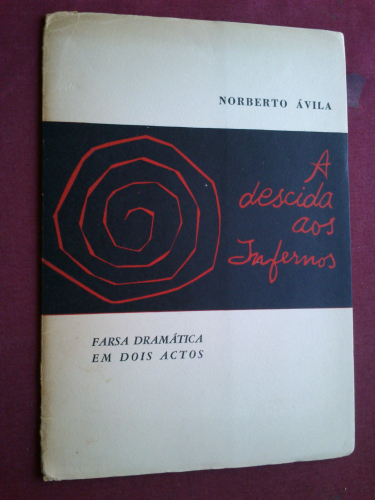 NORBERTO ÁVILA
A
descida
aos
Infernos
FARSA DRAMÁTICA
EM DOIS ACTOS